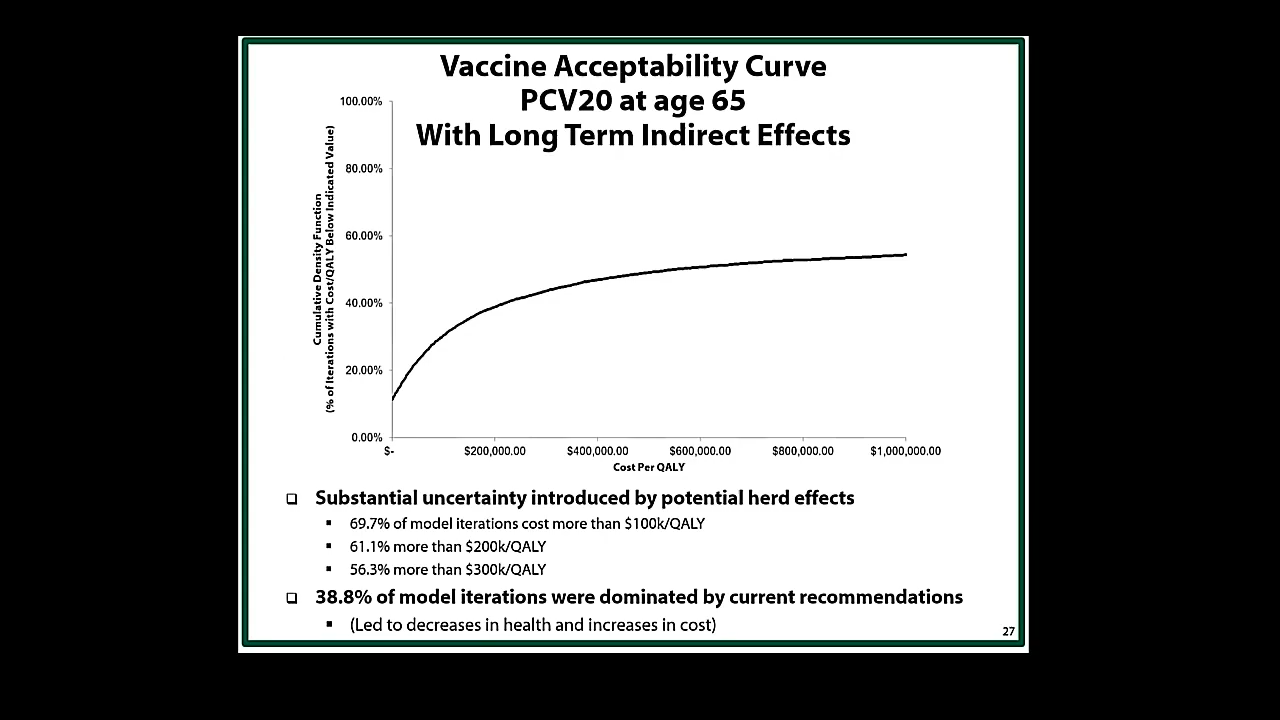 Vaccine Acceptability Curve
PCV20 at age 65
With Long Term Indirect Effects
Cumulative Density Function
(% of Iterations with Cost/QALY Below Indicated Value)
100.00%
80.00%
60.00%
40.00%
20.00%
0.00%
$-
$200,000.00
$400,000.00
$600,000.00
$800,000.00
$1,000,000.00
Cost Per QALY
Substantial uncertainty introduced by potential herd effects
69.7% of model iterations cost more than $100k/QALY
61.1% more than $200k/QALY
56.3% more than $300k/QALY
38.8% of model iterations were dominated by current recommendations
(Led to decreases in health and increases in cost)
27